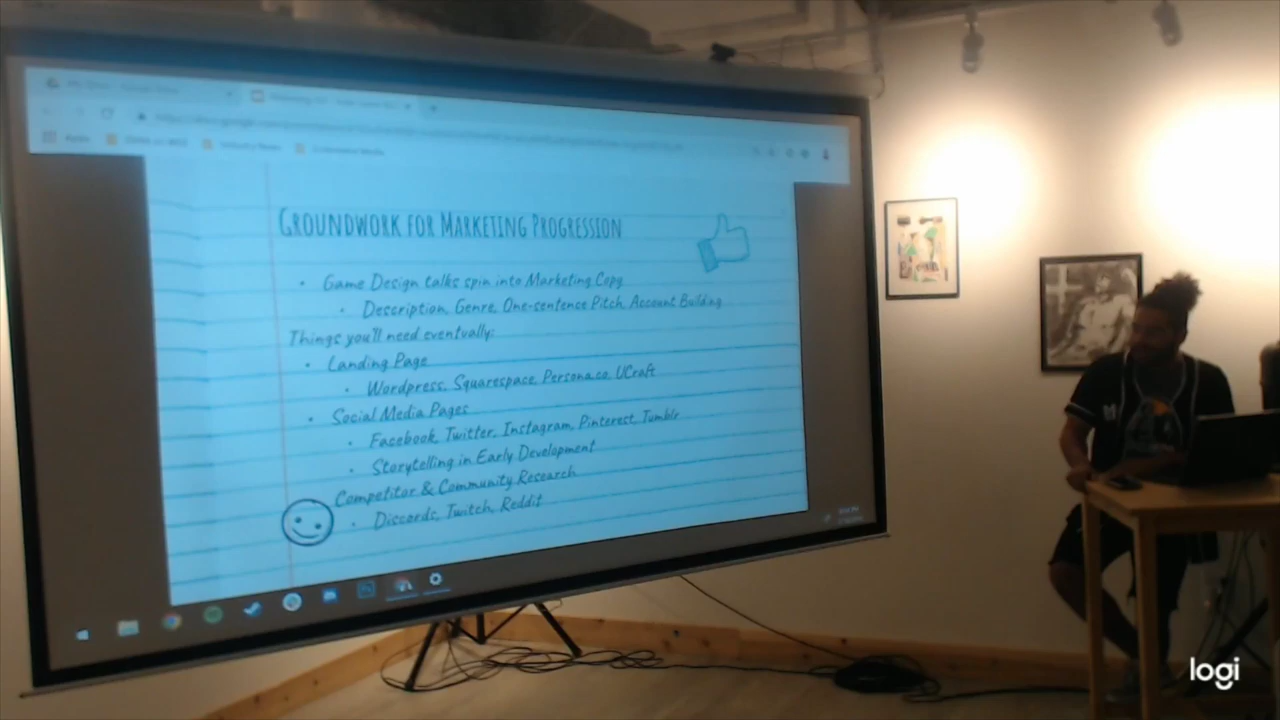 GROUNDWORK FOR MARKETING PROGRESSION
Game Design talks spin into Marketing Copy
Description, Genre, One-sentence Pitch, Account Building
Things you'll need eventually:
Landing Page
Wordpress, Squarespace, Persona.co, UCraft
Social Media Pages
Facebook, Twitter, Instagram, Pinterest, Tumblr
Storytelling in Early Development
Competitor & Community Research
Discords, Twitch, Reddit
logi